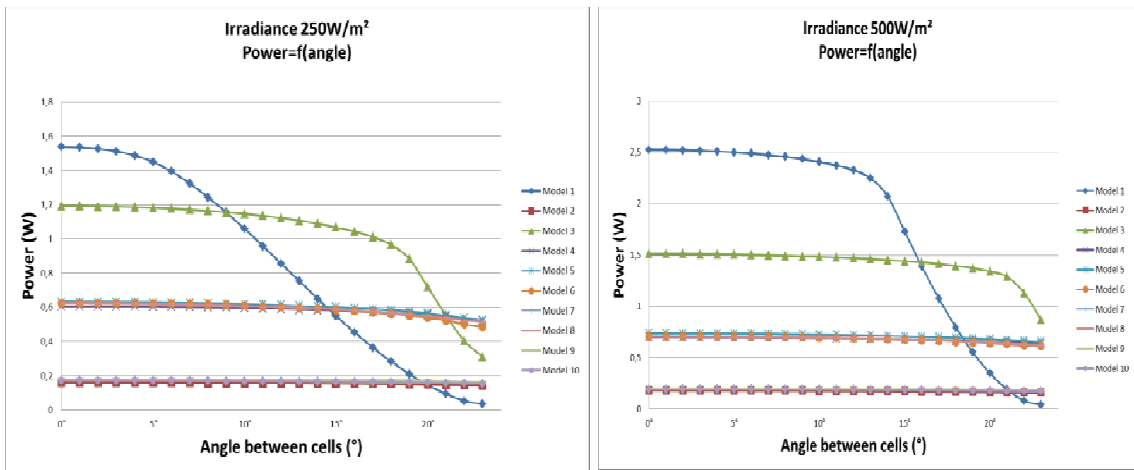 Irradiance 250W/m²
Power=f(angle)
Power (W)
1,8
1,6
1,4
1,2
1
0,8
0,6
0,4
0,2
0
0°
5°
10°
15°
20°
Angle between cells (°)
Model 1
Model 2
Model 3
Model 4
Model 5
Model 6
Model 7
Model 8
Model 9
Model 10
Irradiance 500W/m²
Power=f(angle)
Power (W)
3
2,5
2
1,5
1
0,5
0
0°
5°
10°
15°
20°
Angle between cells (°)
Model 1
Model 2
Model 3
Model 4
Model 5
Model 6
Model 7
Model 8
Model 9
Model 10